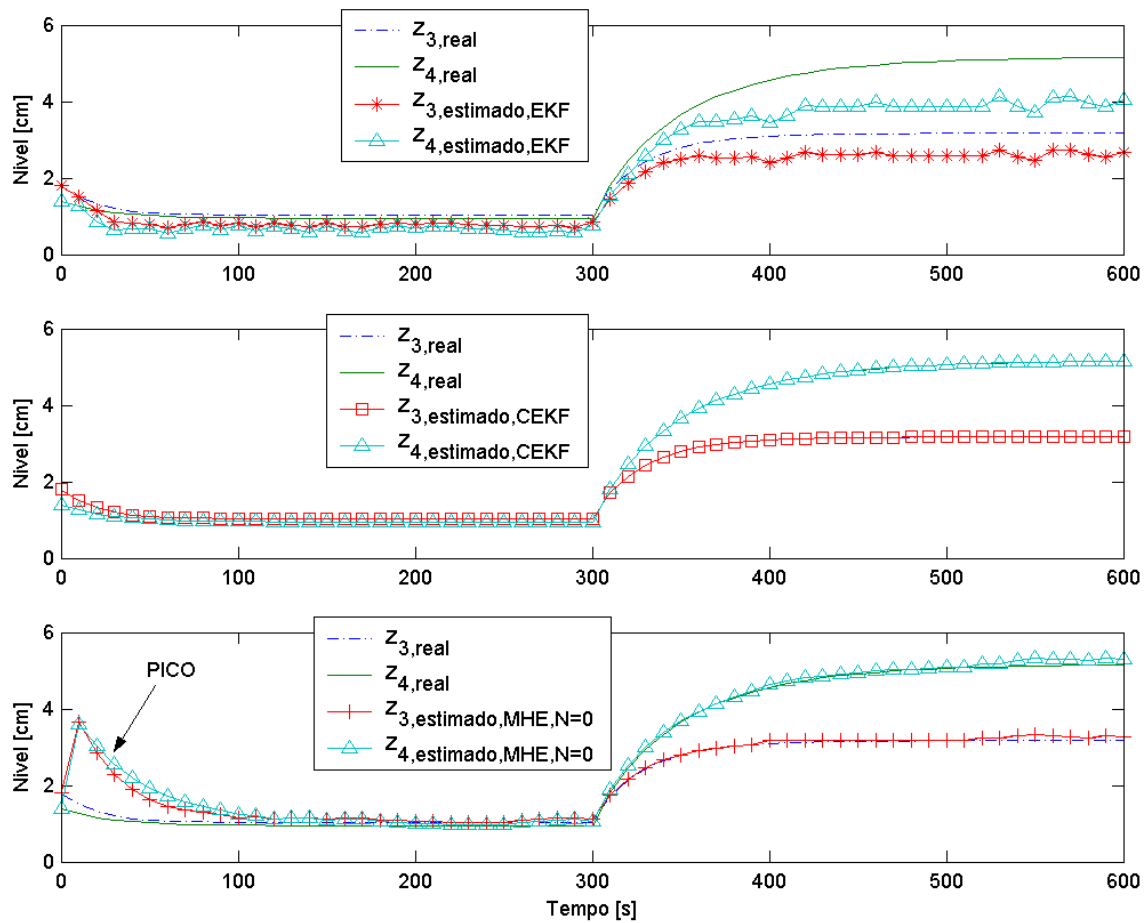 6
4
2
0
Nivel [cm]
z3,real
z4,real
z3,estimado,EKF
z4,estimado,EKF
0 100 200 300 400 500 600
6
4
2
0
Nivel [cm]
z3,real
z4,real
z3,estimado,CEKF
z4,estimado,CEKF
0 100 200 300 400 500 600
6
4
2
0
Nivel [cm]
PICO
z3,real
z4,real
z3,estimado,MHE,N=0
z4,estimado,MHE,N=0
0 100 200 300 400 500 600
Tempo [s]